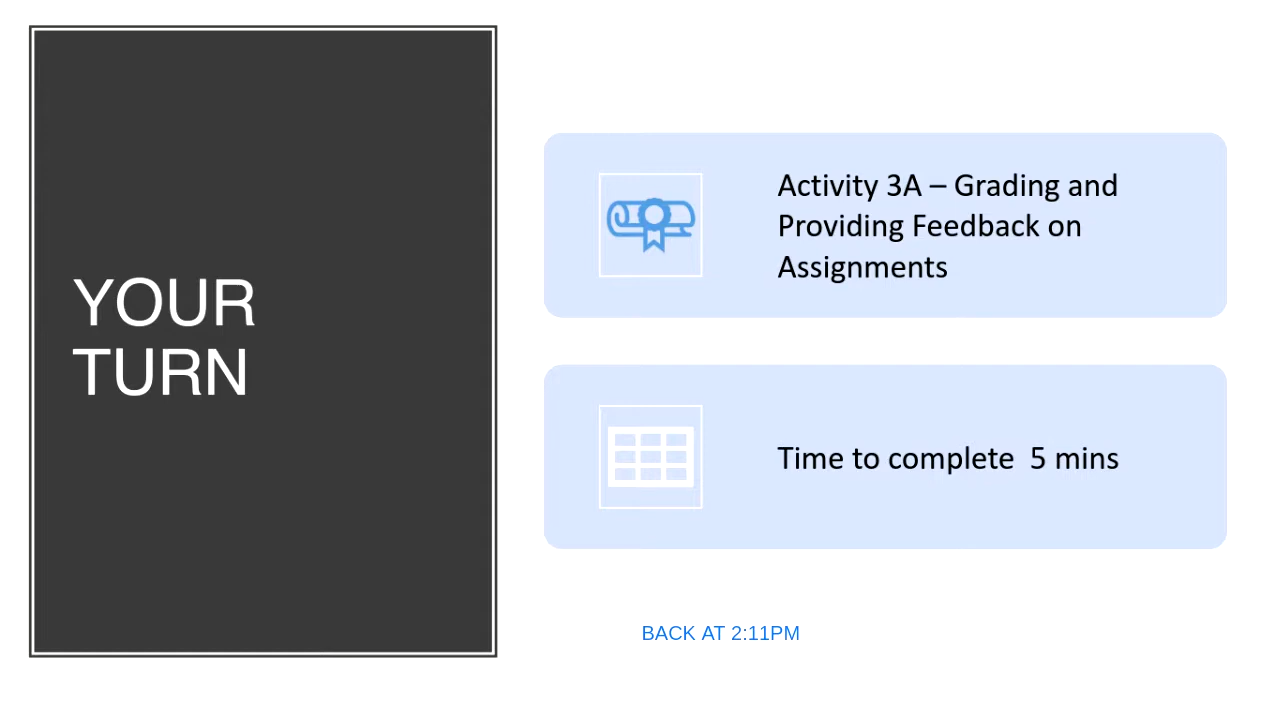 YOUR
TURN
Activity 3A – Grading and
Providing Feedback on
Assignments
Time to complete  5 mins
BACK AT 2:11PM